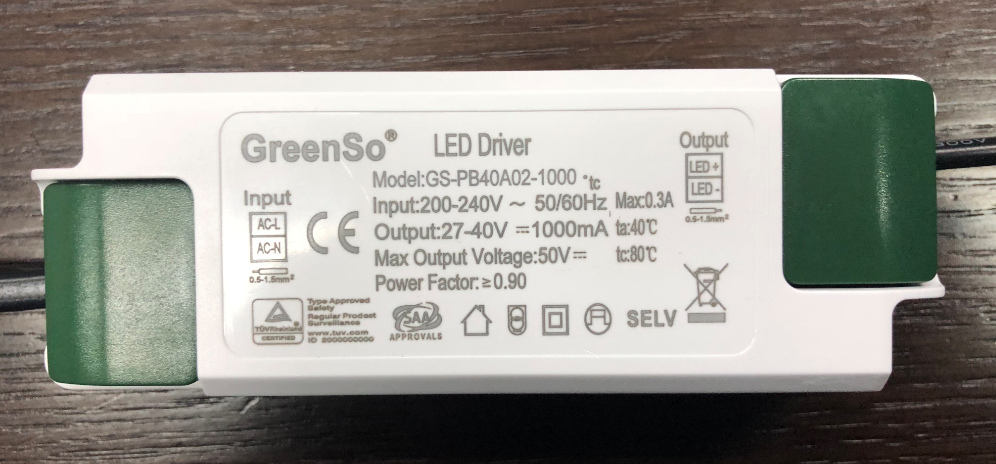 GreenSo®
LED Driver
Model:GS-PB40A02-1000 •tc
Input:200-240V ~ 50/60Hz, Max:0.3A
Output:27-40V ⎓1000mA ta:40℃
Max Output Voltage:50V⎓ tc:80℃
Power Factor:≥0.90
Input
AC-L
AC-N
0.5-1.5mm²
CE
Output
LED+
LED-
0.5-1.5mm²
TÜVRheinland
CERTIFIED
Type Approved
Safety
Regular Product
Surveillance
www.tuv.com
ID 2000000000
SAA
APPROVALS
SELV